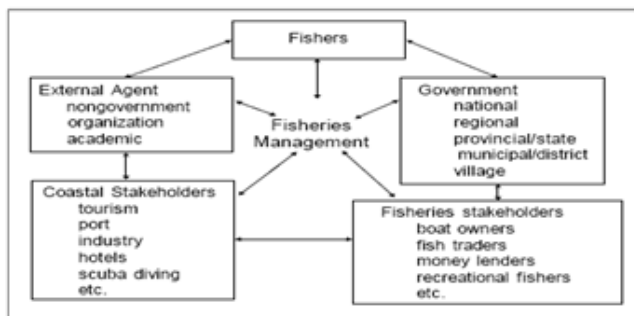 Fishers
External Agent
nongovernment
organization
academic
Government
national
regional
provincial/state
municipal/district
village
Fisheries
Management
Coastal Stakeholders
tourism
port
industry
hotels
scuba diving
etc.
Fisheries stakeholders
boat owners
fish traders
money lenders
recreational fishers
etc.